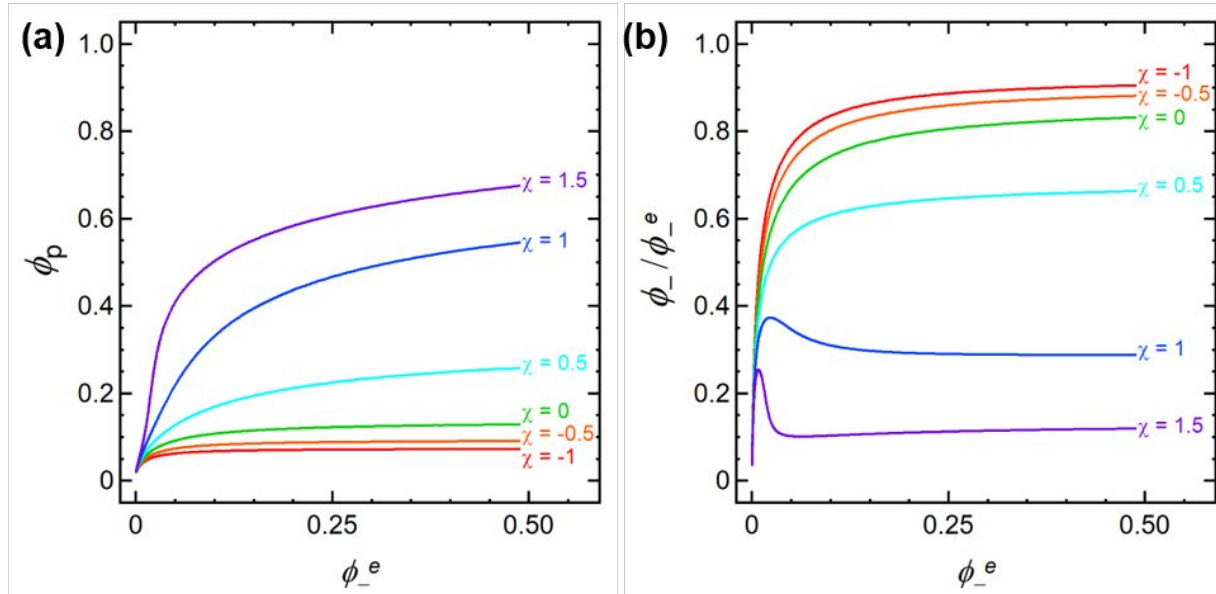 (a)
1.0
0.8
0.6
0.4
0.2
0
ϕp
χ = 1.5
χ = 1
χ = 0.5
χ = 0
χ = -0.5
χ = -1
0 0.25 0.50
ϕ_e
(b)
1.0
0.8
0.6
0.4
0.2
0
ϕ_ / ϕ_e
χ = -1
χ = -0.5
χ = 0
χ = 0.5
χ = 1
χ = 1.5
0 0.25 0.50
ϕ_e